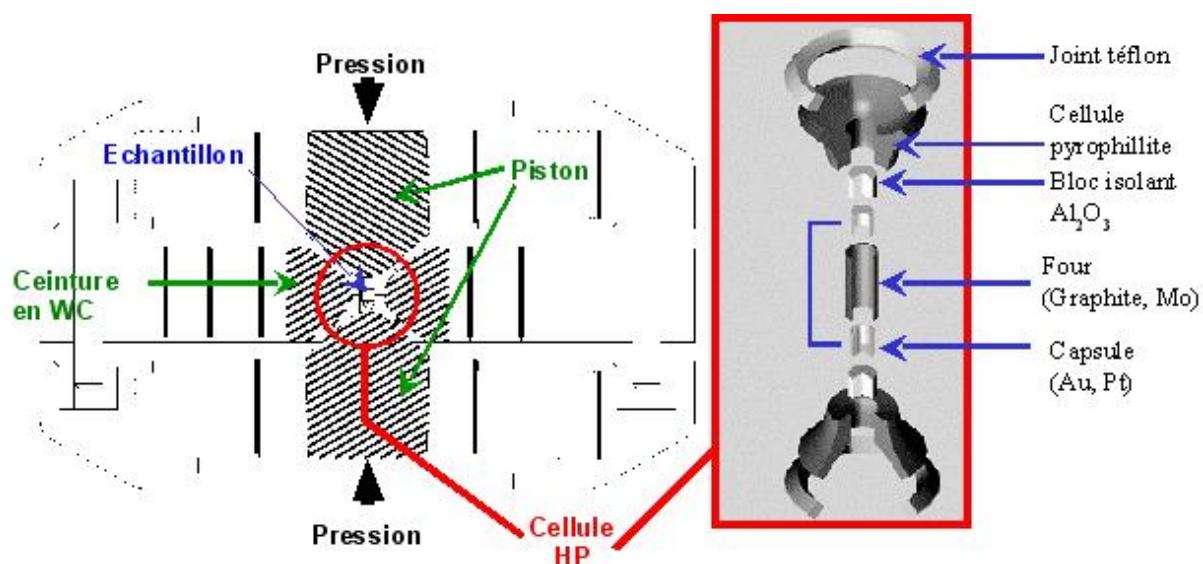 Pression
Echantillon
Piston
Ceinture
en WC
Pression
Cellule
HP
Joint téflon
Cellule
pyrophillite
Bloc isolant
Al₂O₃
Four
(Graphite, Mo)
Capsule
(Au, Pt)